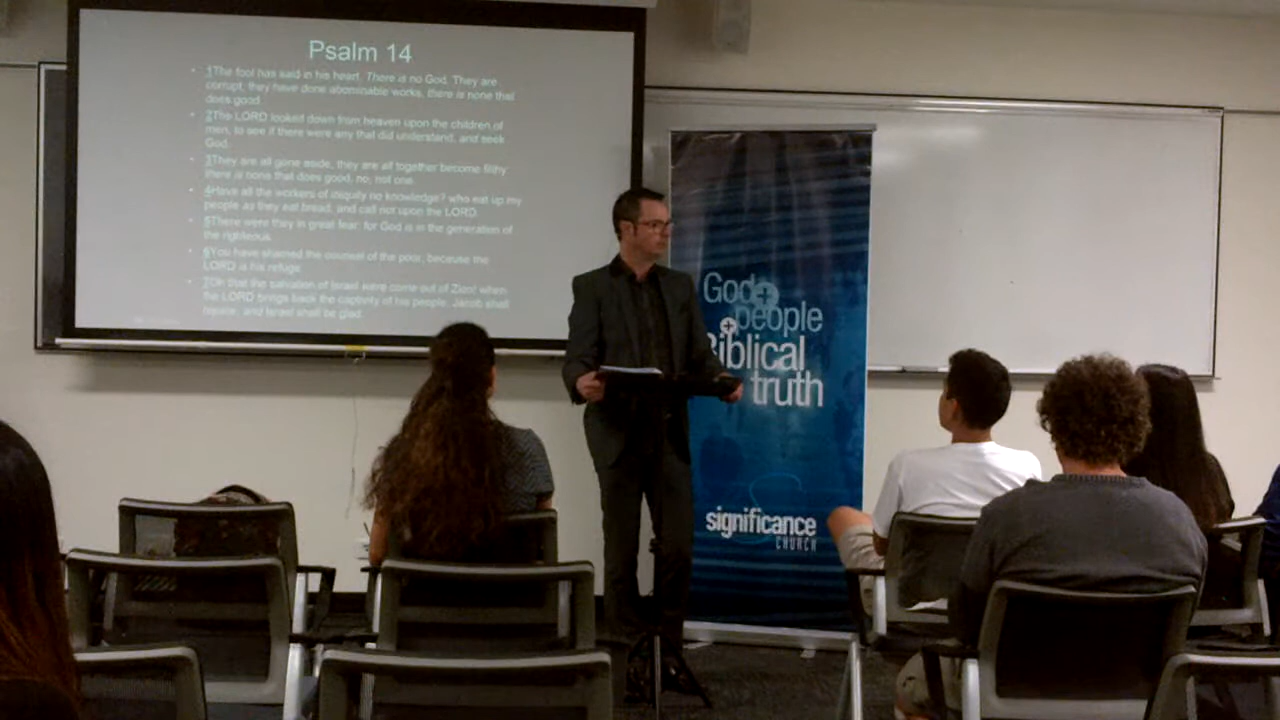 Psalm 14
1The fool has said in his heart, There is no God. They are
corrupt, they have done abominable works, there is none that
does good.
2The LORD looked down from heaven upon the children of
men, to see if there were any that did understand, and seek
God.
3They are all gone aside, they are all together become filthy
there is none that does good, no, not one.
4Have all the workers of iniquity no knowledge? who eat up my
people as they eat bread, and call not upon the LORD.
5There were they in great fear: for God is in the generation of
the righteous.
6You have shamed the counsel of the poor, because the
LORD is his refuge.
7Oh that the salvation of Israel were come out of Zion! when
the LORD brings back the captivity of his people, Jacob shall
rejoice, and Israel shall be glad.
God+
people
+Biblical
truth
significance
CHURCH